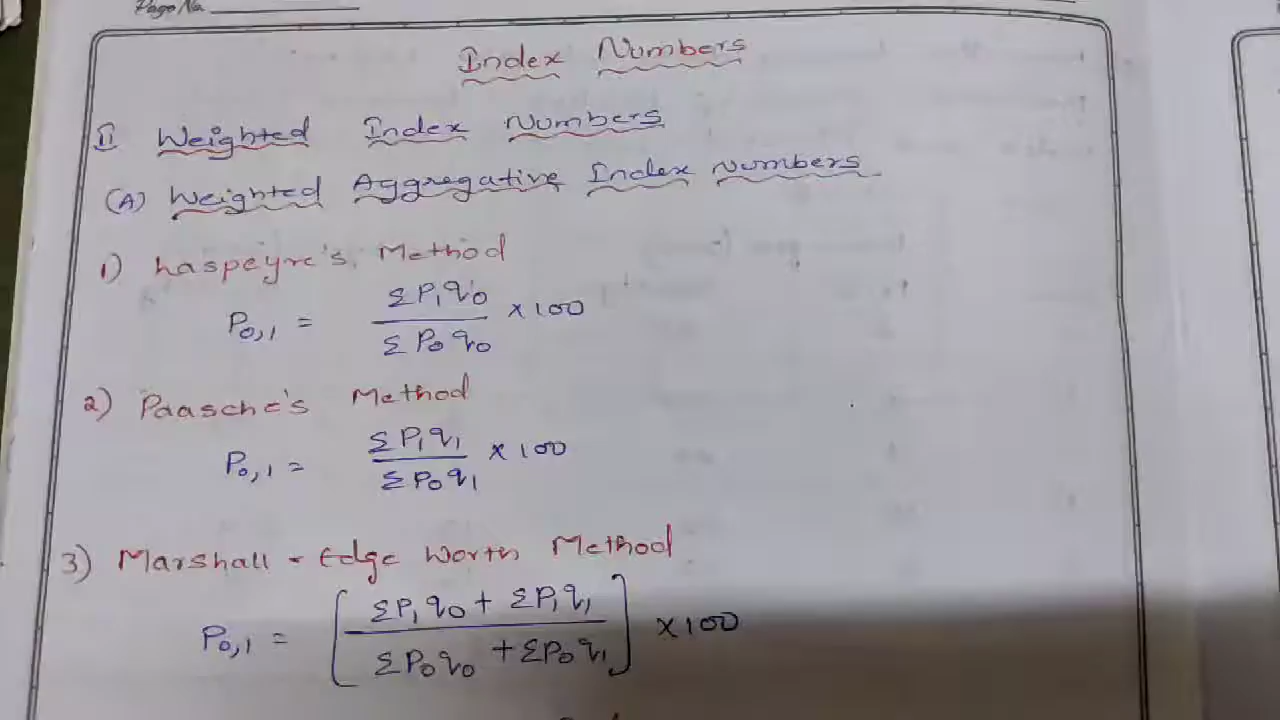 Page No.
Index Numbers
II Weighted Index Numbers
(A) Weighted Aggregative Index Numbers
1) Laspeyre's Method
P₀,₁ = ΣP₁q₀ / ΣP₀q₀ × 100
2) Paasche's Method
P₀,₁ = ΣP₁q₁ / ΣP₀q₁ × 100
3) Marshall - Edge Worth Method
P₀,₁ = [ΣP₁q₀ + ΣP₁q₁ / ΣP₀q₀ + ΣP₀q₁] × 100